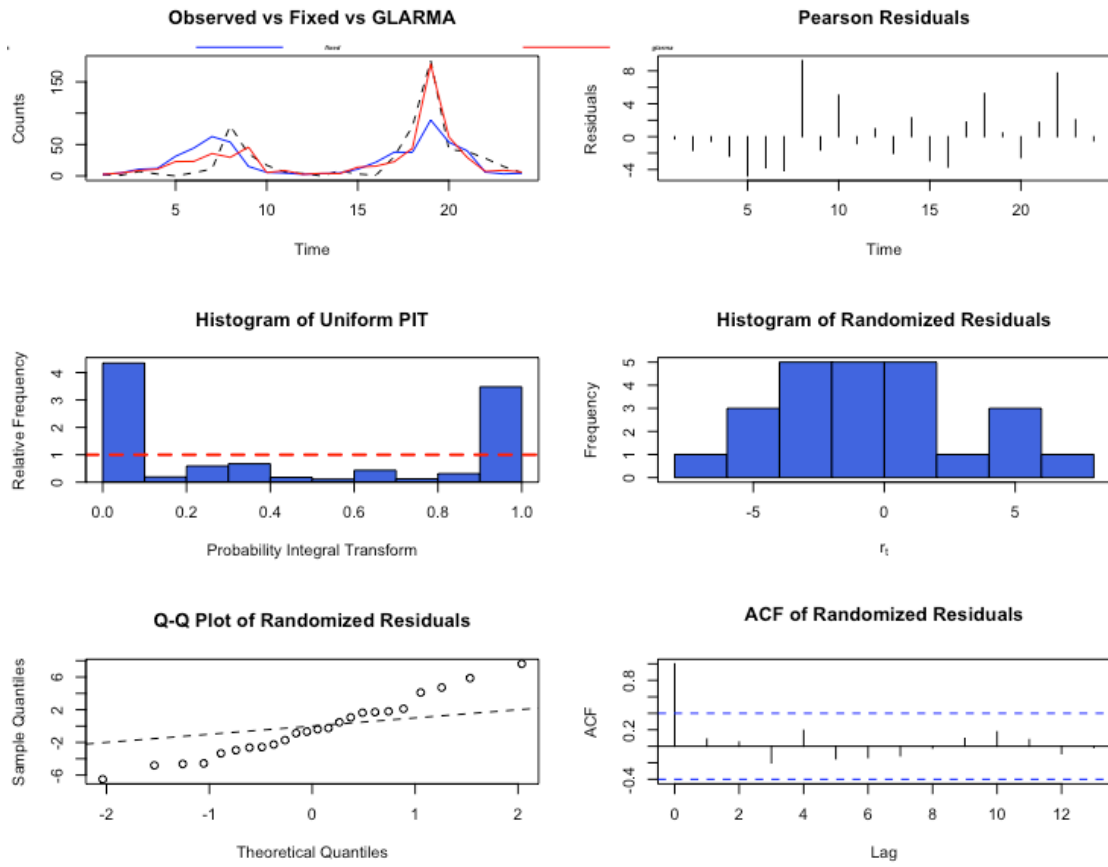 Observed vs Fixed vs GLARMA
fixed glarma
Counts
0 50 150
5 10 15 20
Time
Pearson Residuals
Residuals
-4 0 4 8
5 10 15 20
Time
Histogram of Uniform PIT
Relative Frequency
0 1 2 3 4
0.0 0.2 0.4 0.6 0.8 1.0
Probability Integral Transform
Histogram of Randomized Residuals
Frequency
0 1 2 3 4 5
-5 0 5
rₜ
Q-Q Plot of Randomized Residuals
Sample Quantiles
-6 -2 2 6
-2 -1 0 1 2
Theoretical Quantiles
ACF of Randomized Residuals
ACF
-0.4 0.2 0.8
0 2 4 6 8 10 12
Lag